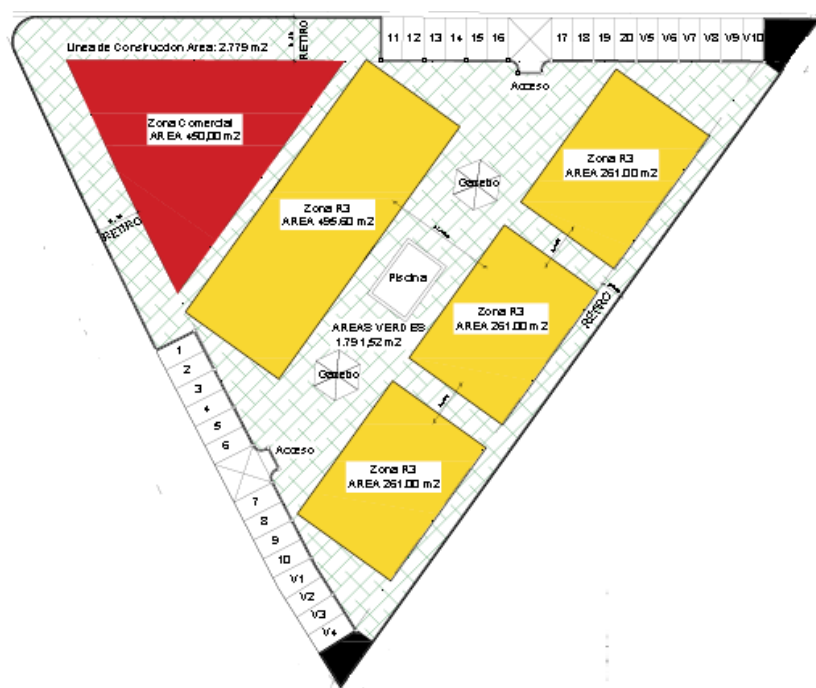 11 12 13 14 15 16 17 18 19 20 V5 V6 V7 V8 V9 V10
RETIRO
Linea de Construccion Area: 2.779 m2
Acceso
Zona Comercial
AREA 450,00 m2
Zona R3
AREA 261.00 m2
Gazebo
Zona R3
AREA 495.60 m2
RETIRO
Piscina
RETIRO
Zona R3
AREA 261.00 m2
AREAS VERDES
1.791,52 m2
1
2
3
4
5
6
Gazebo
Acceso
Zona R3
AREA 261.00 m2
7
8
9
10
V1
V2
V3
V4